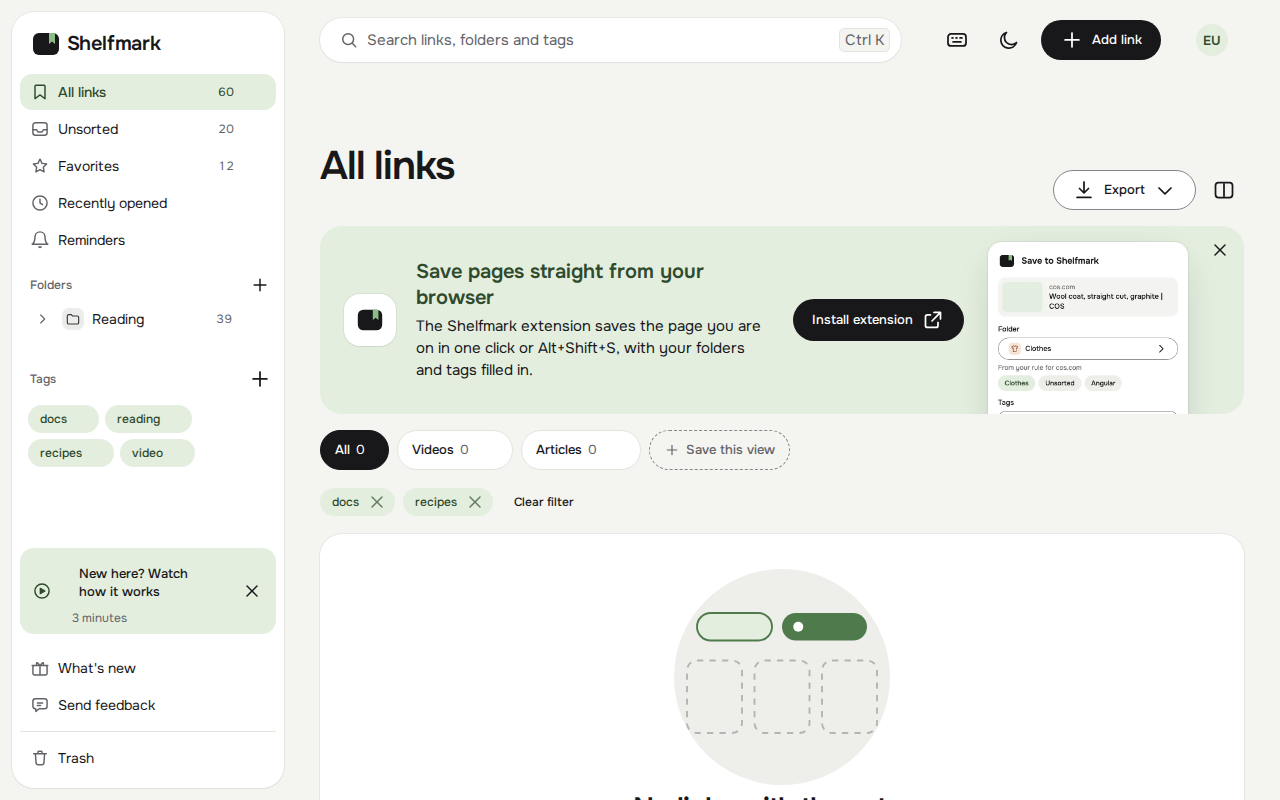 Shelfmark
All links 60
Unsorted 20
Favorites 12
Recently opened
Reminders
Folders
Reading 39
Tags
docs reading
recipes video
New here? Watch
how it works
3 minutes
What's new
Send feedback
Trash
Search links, folders and tags Ctrl K
Add link
EU
All links
Export
Save pages straight from your
browser
The Shelfmark extension saves the page you are
on in one click or Alt+Shift+S, with your folders
and tags filled in.
Install extension
Save to Shelfmark
cos.com
Wool coat, straight cut, graphite |
COS
Folder
Clothes
From your rule for cos.com
Clothes Unsorted Angular
Tags
All 0 Videos 0 Articles 0 Save this view
docs recipes Clear filter